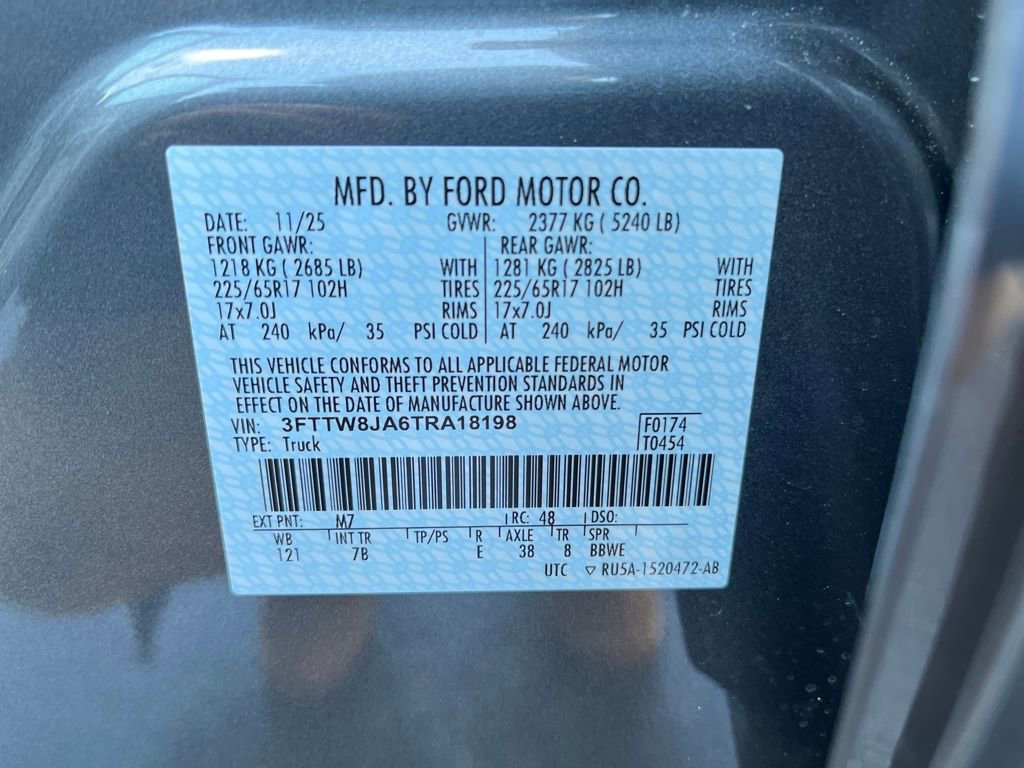 MFD. BY FORD MOTOR CO.
DATE: 11/25 GVWR: 2377 KG ( 5240 LB)
FRONT GAWR: REAR GAWR:
1218 KG ( 2685 LB) WITH 1281 KG ( 2825 LB) WITH
225/65R17 102H TIRES 225/65R17 102H TIRES
17x7.0J RIMS 17x7.0J RIMS
AT 240 kPa/ 35 PSI COLD AT 240 kPa/ 35 PSI COLD
THIS VEHICLE CONFORMS TO ALL APPLICABLE FEDERAL MOTOR
VEHICLE SAFETY AND THEFT PREVENTION STANDARDS IN
EFFECT ON THE DATE OF MANUFACTURE SHOWN ABOVE.
VIN: 3FTTW8JA6TRA18198 F0174
TYPE: Truck T0454
EXT PNT: M7 RC: 48 DSO:
WB INT TR TP/PS R AXLE TR SPR
121 7B E 38 8 BBWE
UTC ▽ RU5A-1520472-AB